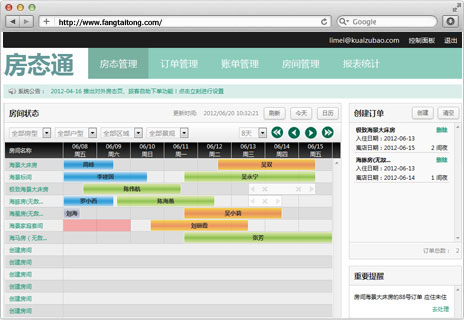 http://www.fangtaitong.com/
Google
limei@kuaizubao.com 控制面板 退出
房态通
房态管理 订单管理 账单管理 房间管理 报表统计
系统公告：
2012-04-16 推出对外房态页、旅客自助下单功能！点击立刻进行设置
房间状态
更新时间: 2012/06/20 10:32:21
刷新 今天 日历
全部房型 全部户型 全部区域 全部景观 8天
房间名称 06/08 周五 06/09 周六 06/10 周日 06/11 周一 06/12 周二 06/13 周三 06/14 周四 06/15 周五
海景大床房 周峰 吴双
海景标间 李建国 吴永宁
极致海景大床房 陈伟航
海庭房(无敌... 罗小西 陈海燕
海星房(无敌... 刘海 吴小莉
海景家庭套间 刘丽霞
海马房（无敌... 张芳
创建房间
创建房间
创建房间
创建房间
创建房间
创建订单
创建 清空
极致海景大床房 删除
入住日期：2012-06-13
离店日期：2012-06-15 2 间夜
海豚房(无敌... 删除
入住日期：2012-06-13
离店日期：2012-06-14 1 间夜
订单总数： 2
重要提醒
房间海景大床房的88号订单 应住未住
去处理